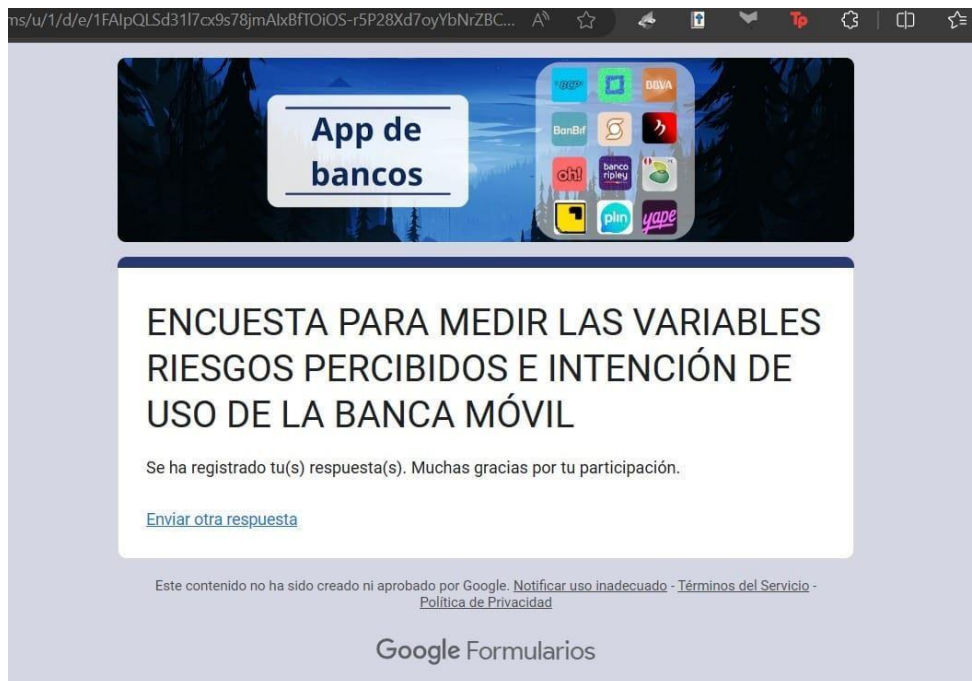 ms/u/1/d/e/1FAIpQLSd31l7cx9s78jmAlxBfTOiOS-r5P28Xd7oyYbNrZBC...
App de
bancos
BCP
BBVA
BanBif
oh!
banco
ripley
plin
yape
ENCUESTA PARA MEDIR LAS VARIABLES
RIESGOS PERCIBIDOS E INTENCIÓN DE
USO DE LA BANCA MÓVIL
Se ha registrado tu(s) respuesta(s). Muchas gracias por tu participación.
Enviar otra respuesta
Este contenido no ha sido creado ni aprobado por Google. Notificar uso inadecuado - Términos del Servicio -
Política de Privacidad
Google Formularios